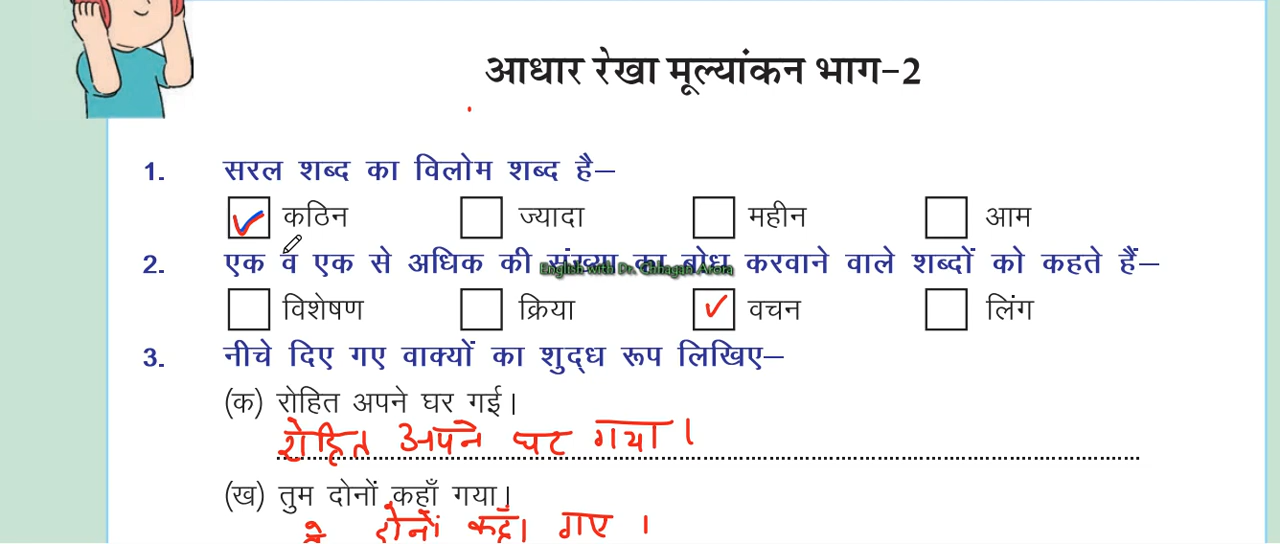 आधार रेखा मूल्यांकन भाग-2
1. सरल शब्द का विलोम शब्द है–
कठिन ज्यादा महीन आम
2. एक व एक से अधिक की संख्या का बोध करवाने वाले शब्दों को कहते हैं–
English with Dr. Chhagan Arora
विशेषण क्रिया वचन लिंग
3. नीचे दिए गए वाक्यों का शुद्ध रूप लिखिए–
(क) रोहित अपने घर गई।
रोहित अपने घर गया।
(ख) तुम दोनों कहाँ गया।
दोनों कहाँ गए ।